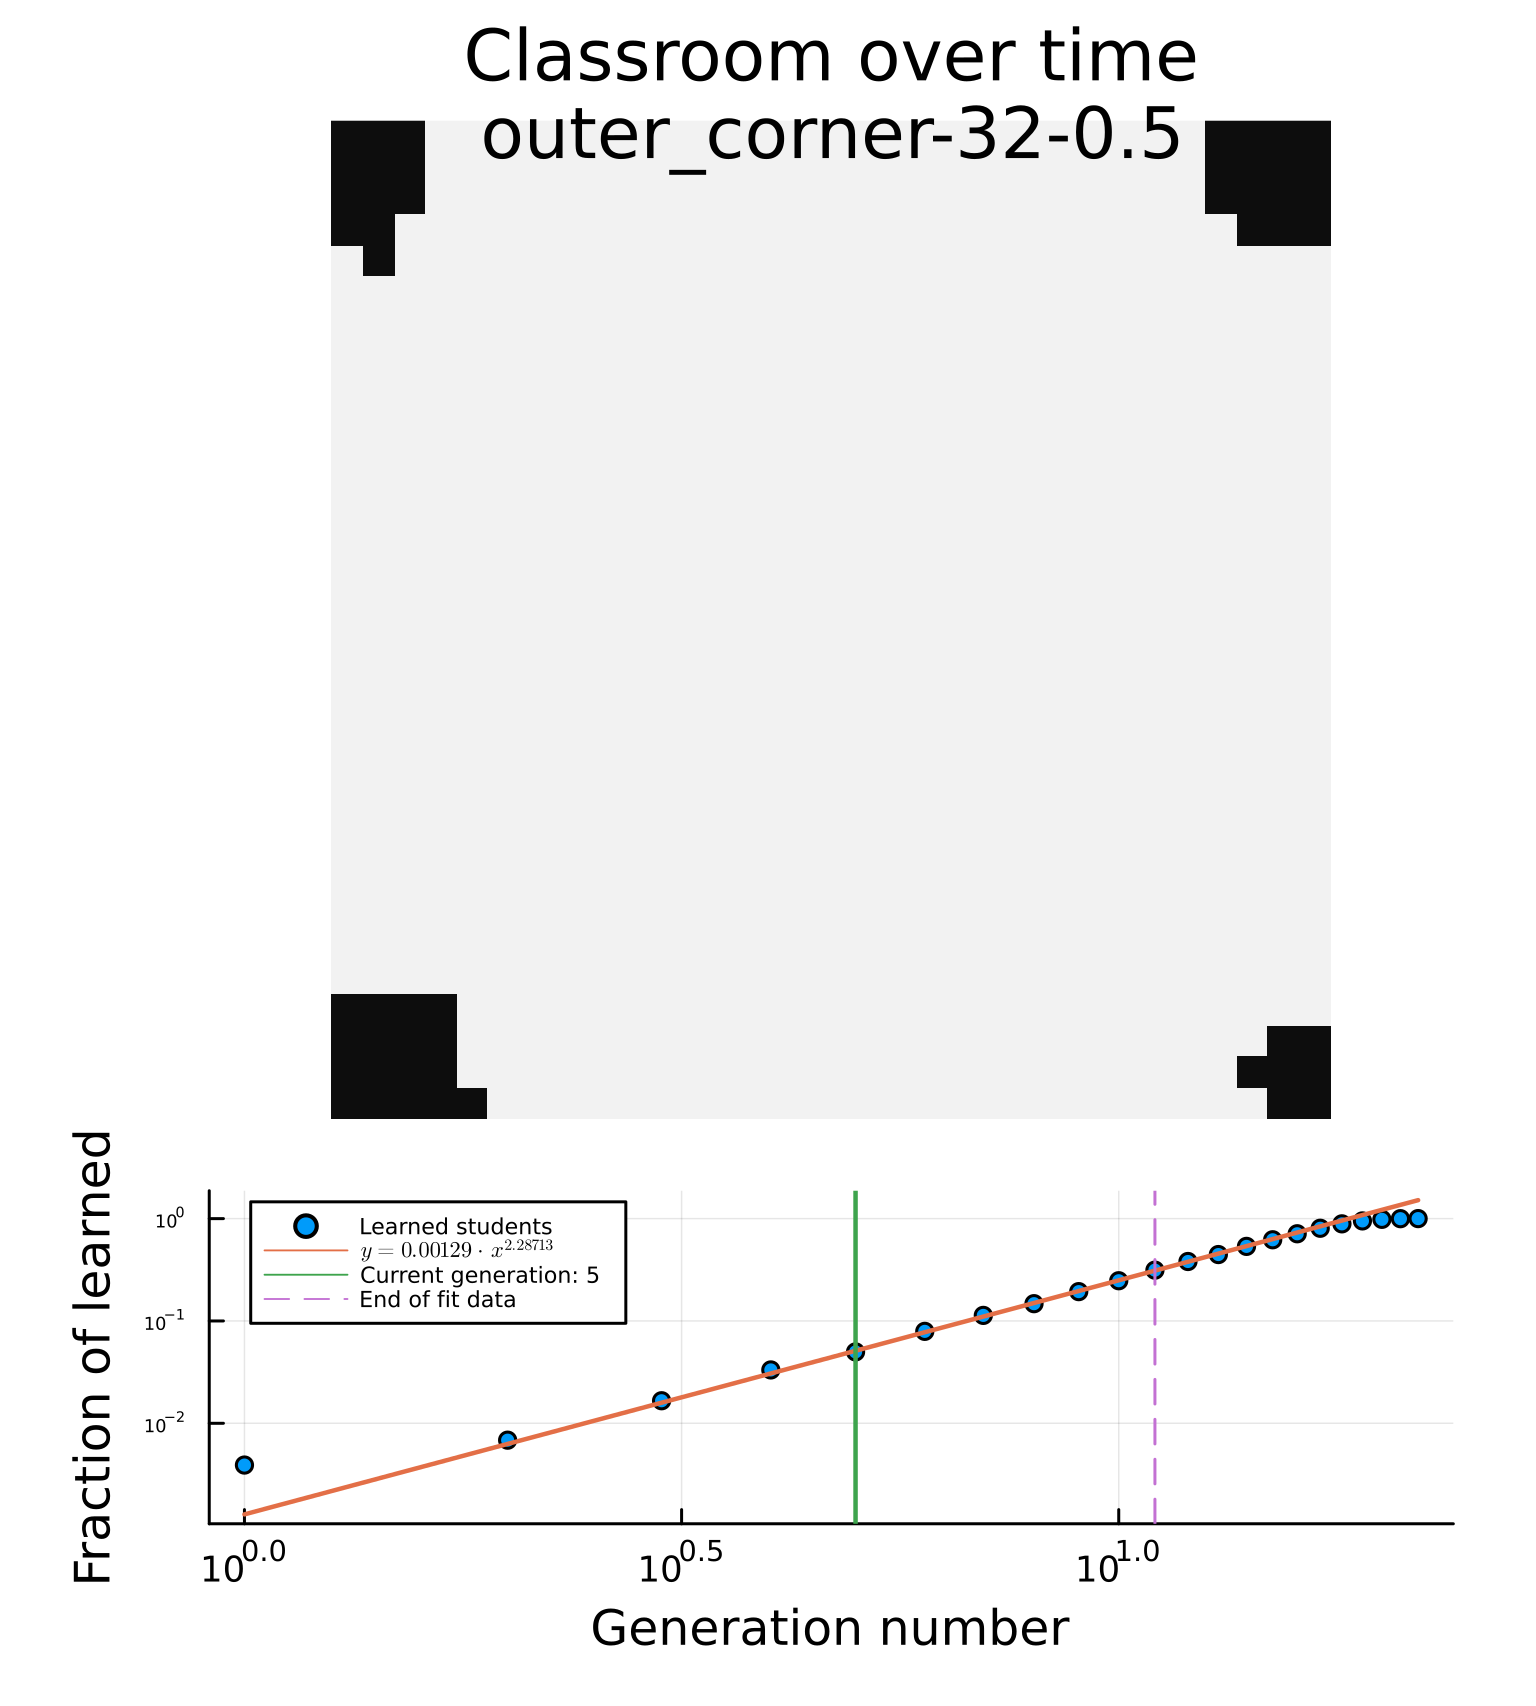 Classroom over time
outer_corner-32-0.5
Fraction of learned
10⁰
10⁻¹
10⁻²
Learned students
y = 0.00129 · x^2.28713
Current generation: 5
End of fit data
10^0.0
10^0.5
10^1.0
Generation number